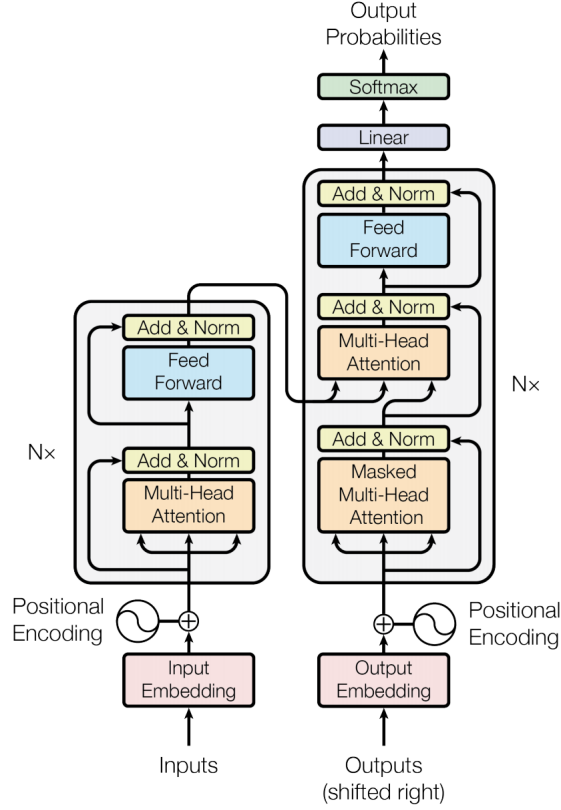 Output
Probabilities
Softmax
Linear
Add & Norm
Feed
Forward
Add & Norm
Multi-Head
Attention
Add & Norm
Masked
Multi-Head
Attention
N×
Add & Norm
Feed
Forward
Add & Norm
Multi-Head
Attention
N×
Positional
Encoding
Input
Embedding
Inputs
Positional
Encoding
Output
Embedding
Outputs
(shifted right)